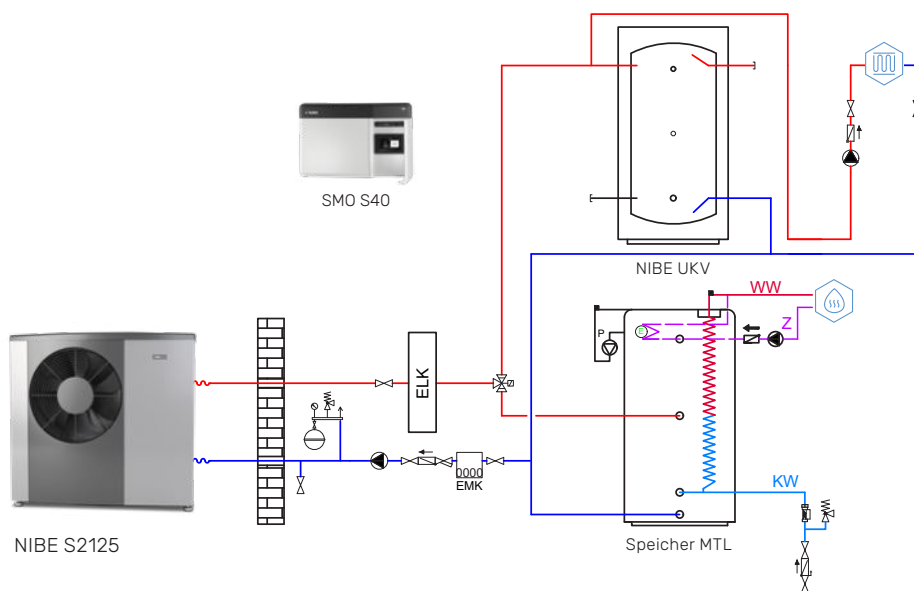 SMO S40
NIBE UKV
WW
Z
P
ELK
EMK
KW
NIBE S2125
Speicher MTL